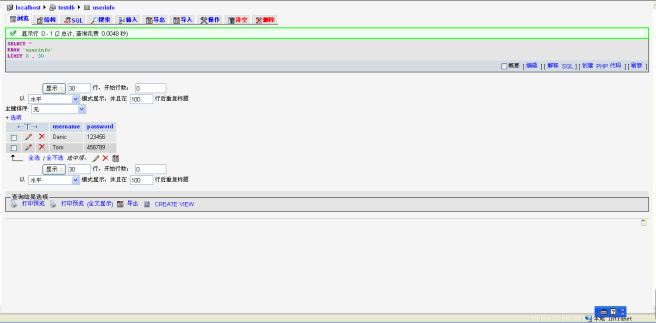 localhost ▸ testdb ▸ userinfo
浏览 结构 SQL 搜索 插入 导出 导入 操作 清空 删除
显示行 0 - 1 (2 总计, 查询花费 0.0048 秒)
SELECT *
FROM `userinfo`
LIMIT 0 , 30
概要 [ 编辑 ] [ 解释 SQL ] [ 创建 PHP 代码 ] [ 刷新 ]
显示 : 30 行, 开始行数: 0
以 水平 模式显示, 并且在 100 行后重复标题
主键排序: 无
+ 选项
←T→ username password
Danic 123456
Tom 456789
全选 / 全不选 选中项:
显示 : 30 行, 开始行数: 0
以 水平 模式显示, 并且在 100 行后重复标题
查询结果选项
打印预览 打印预览 (全文显示) 导出 CREATE VIEW
本地 Intranet